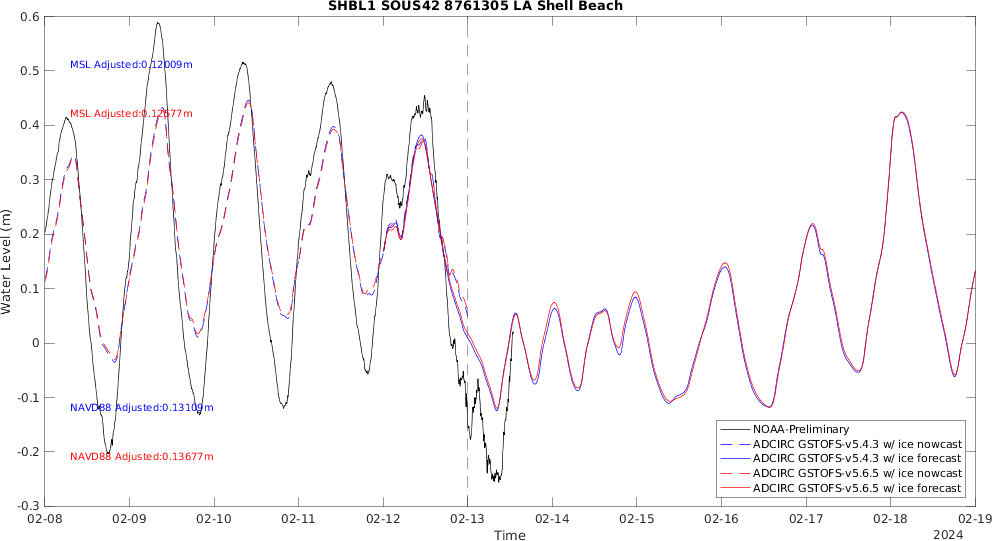 SHBL1 SOUS42 8761305 LA Shell Beach
Water Level (m)
0.6
0.5
0.4
0.3
0.2
0.1
0
-0.1
-0.2
-0.3
MSL Adjusted:0.12009m
MSL Adjusted:0.12577m
NAVD88 Adjusted:0.13109m
NAVD88 Adjusted:0.13677m
NOAA-Preliminary
ADCIRC GSTOFS-v5.4.3 w/ ice nowcast
ADCIRC GSTOFS-v5.4.3 w/ ice forecast
ADCIRC GSTOFS-v5.6.5 w/ ice nowcast
ADCIRC GSTOFS-v5.6.5 w/ ice forecast
02-08 02-09 02-10 02-11 02-12 02-13 02-14 02-15 02-16 02-17 02-18 02-19
Time
2024